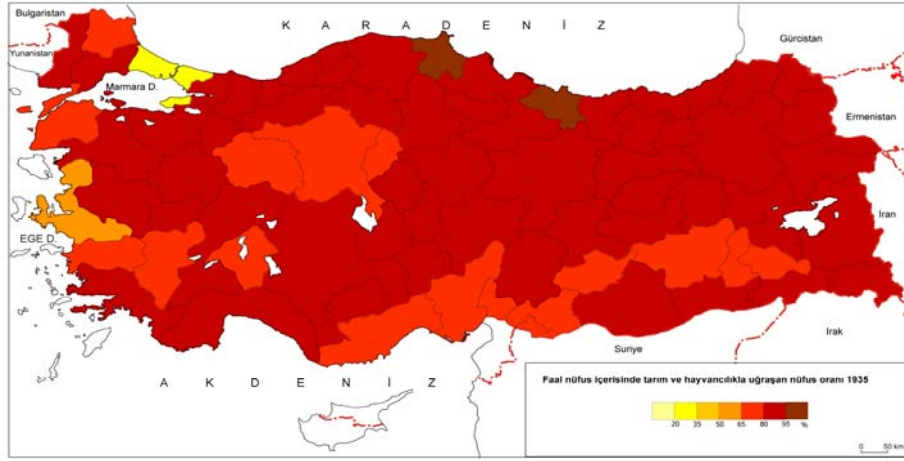 Bulgaristan
K A R A D E N İ Z
Gürcistan
Yunanistan
Marmara D.
Ermenistan
İran
EGE D.
Irak
Suriye
A K D E N İ Z
Faal nüfus içerisinde tarım ve hayvancılıkla uğraşan nüfus oranı 1935
20 35 50 65 80 95 %
0 50 km